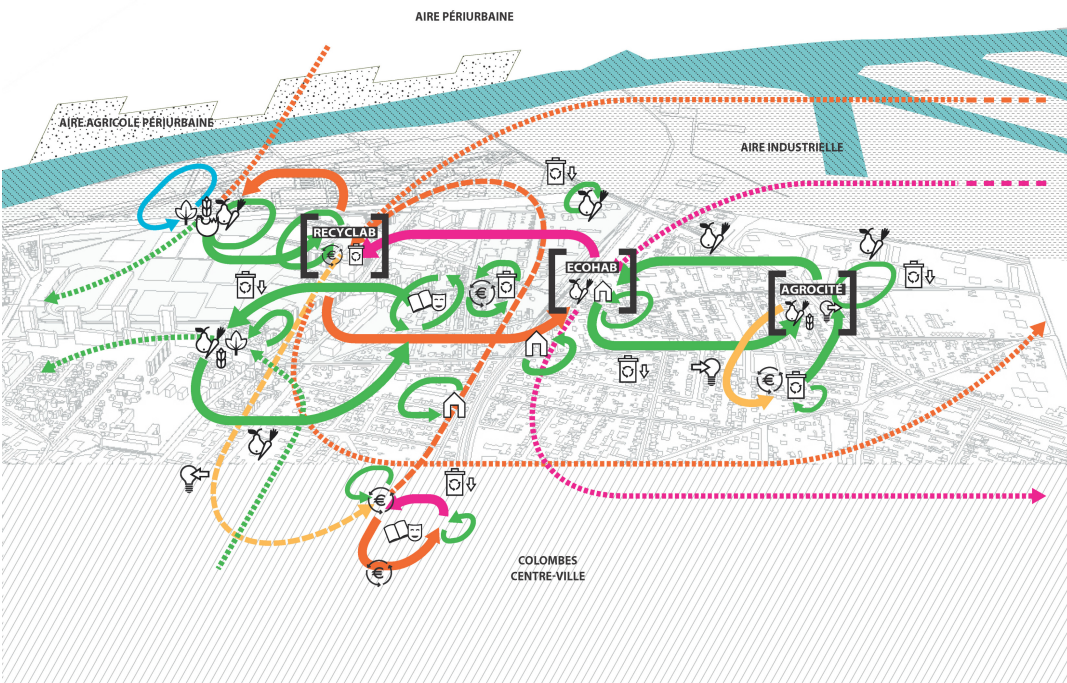 AIRE PÉRIURBAINE
AIRE AGRICOLE PÉRIURBAINE
AIRE INDUSTRIELLE
RECYCLAB
€
ECOHAB
€
AGROCITÉ
€
€
€
COLOMBES
CENTRE-VILLE